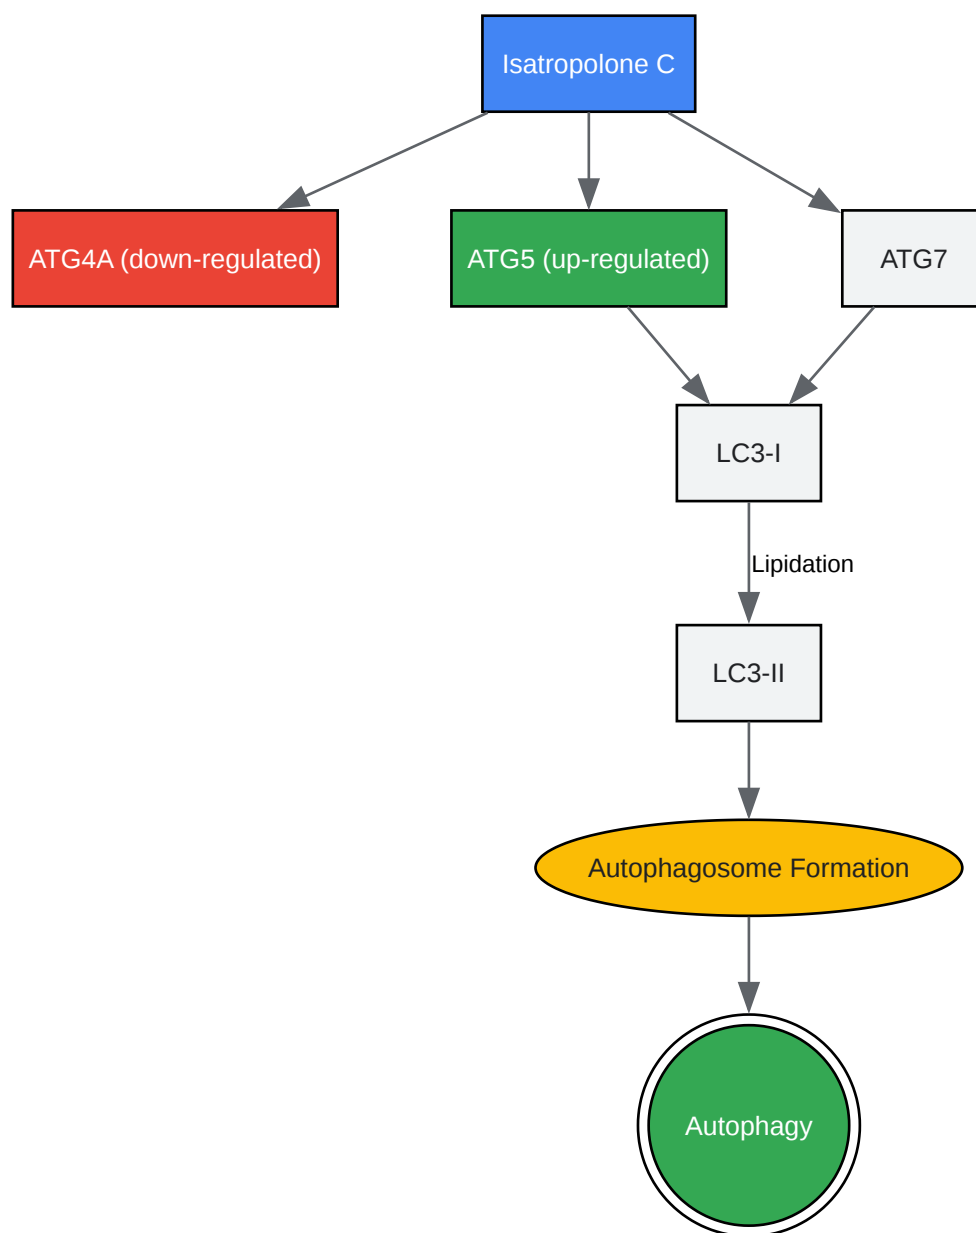 Isatropolone C
ATG4A (down-regulated)
ATG5 (up-regulated)
ATG7
LC3-I
Lipidation
LC3-II
Autophagosome Formation
Autophagy